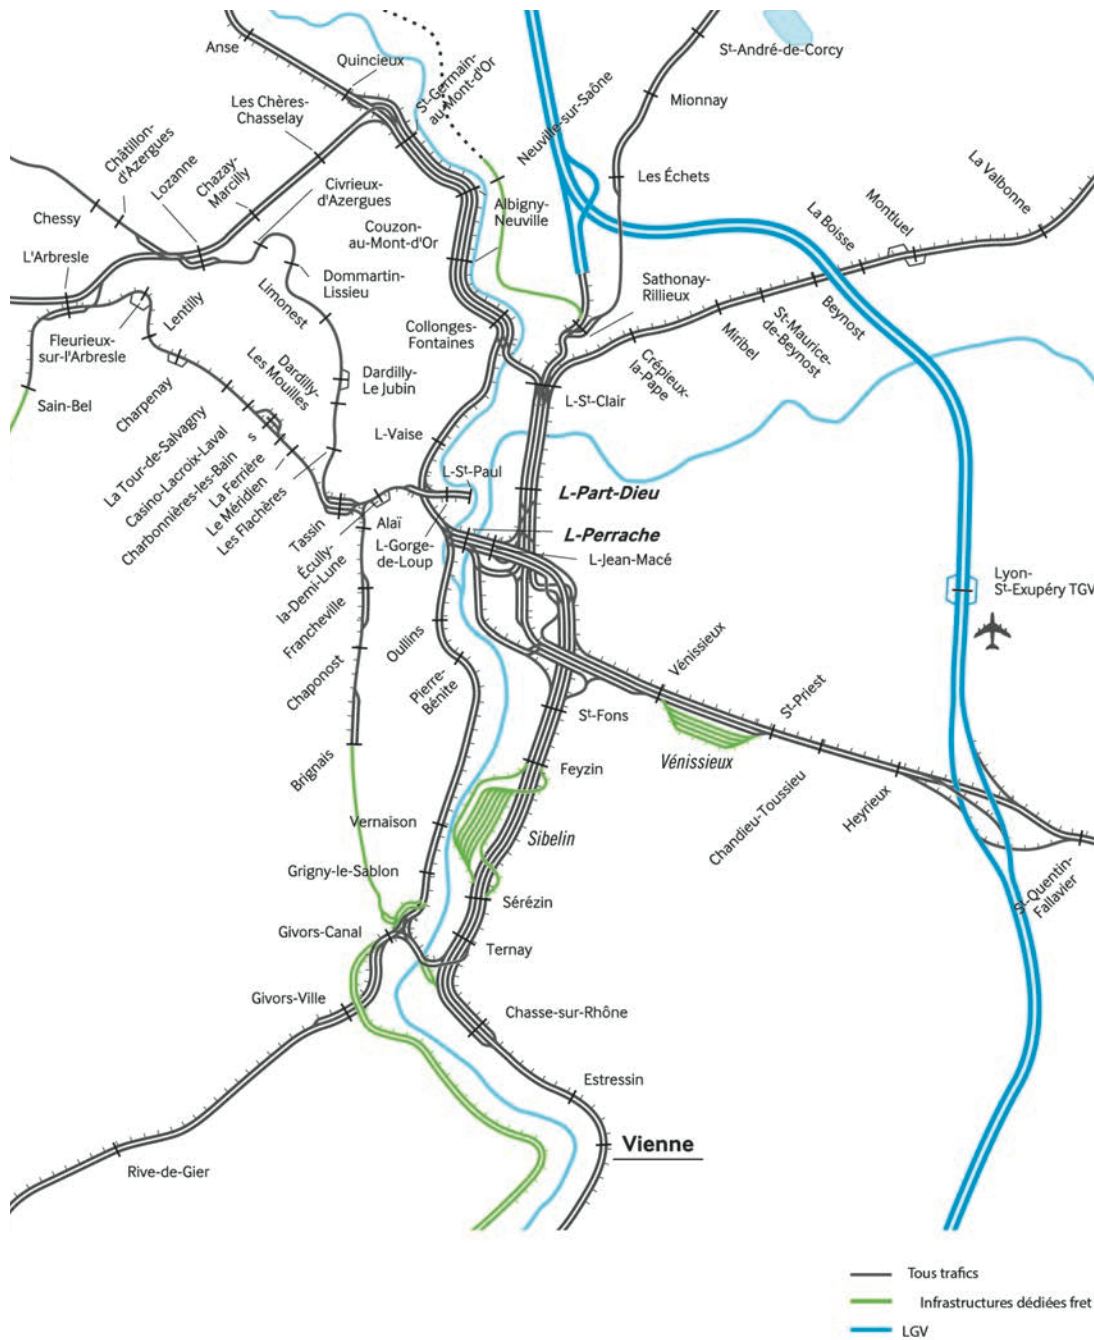 Anse
Quincieux
St-Germain-
au-Mont-d'Or
Les Chères-
Chasselay
Châtillon-
d'Azergues
Lozanne
Chazay-
Marcilly
Civrieux-
d'Azergues
Chessy
L'Arbresle
Couzon-
au-Mont-d'Or
Albigny-
Neuville
Neuville-sur-Saône
St-André-de-Corcy
Mionnay
Les Échets
La Valbonne
Montluel
La Boisse
Beynost
St-Maurice-
de-Beynost
Miribel
Crépieux-
la-Pape
Sathonay-
Rillieux
Dommartin-
Lissieu
Limonest
Lentilly
Fleurieux-
sur-l'Arbresle
Collonges-
Fontaines
Dardilly-
Les Mouilles
Dardilly-
Le Jubin
Sain-Bel
Charpenay
La Tour-de-Salvagny
Casino-Lacroix-Laval
Charbonnières-les-Bain
s
La Ferrière
Le Méridien
Les Flachères
L-St-Clair
L-Vaise
L-St-Paul
L-Part-Dieu
L-Perrache
L-Jean-Macé
Tassin
Écully-
la-Demi-Lune
Alaï
L-Gorge-
de-Loup
Francheville
Chaponost
Brignais
Oullins
Pierre-
Bénite
Lyon-
St-Exupéry TGV
Vénissieux
St-Priest
St-Fons
Vénissieux
Feyzin
Chandieu-Toussieu
Heyrieux
St-Quentin-
Fallavier
Vernaison
Sibelin
Grigny-le-Sablon
Sérézin
Givors-Canal
Ternay
Givors-Ville
Chasse-sur-Rhône
Estressin
Vienne
Rive-de-Gier
Tous trafics
Infrastructures dédiées fret
LGV